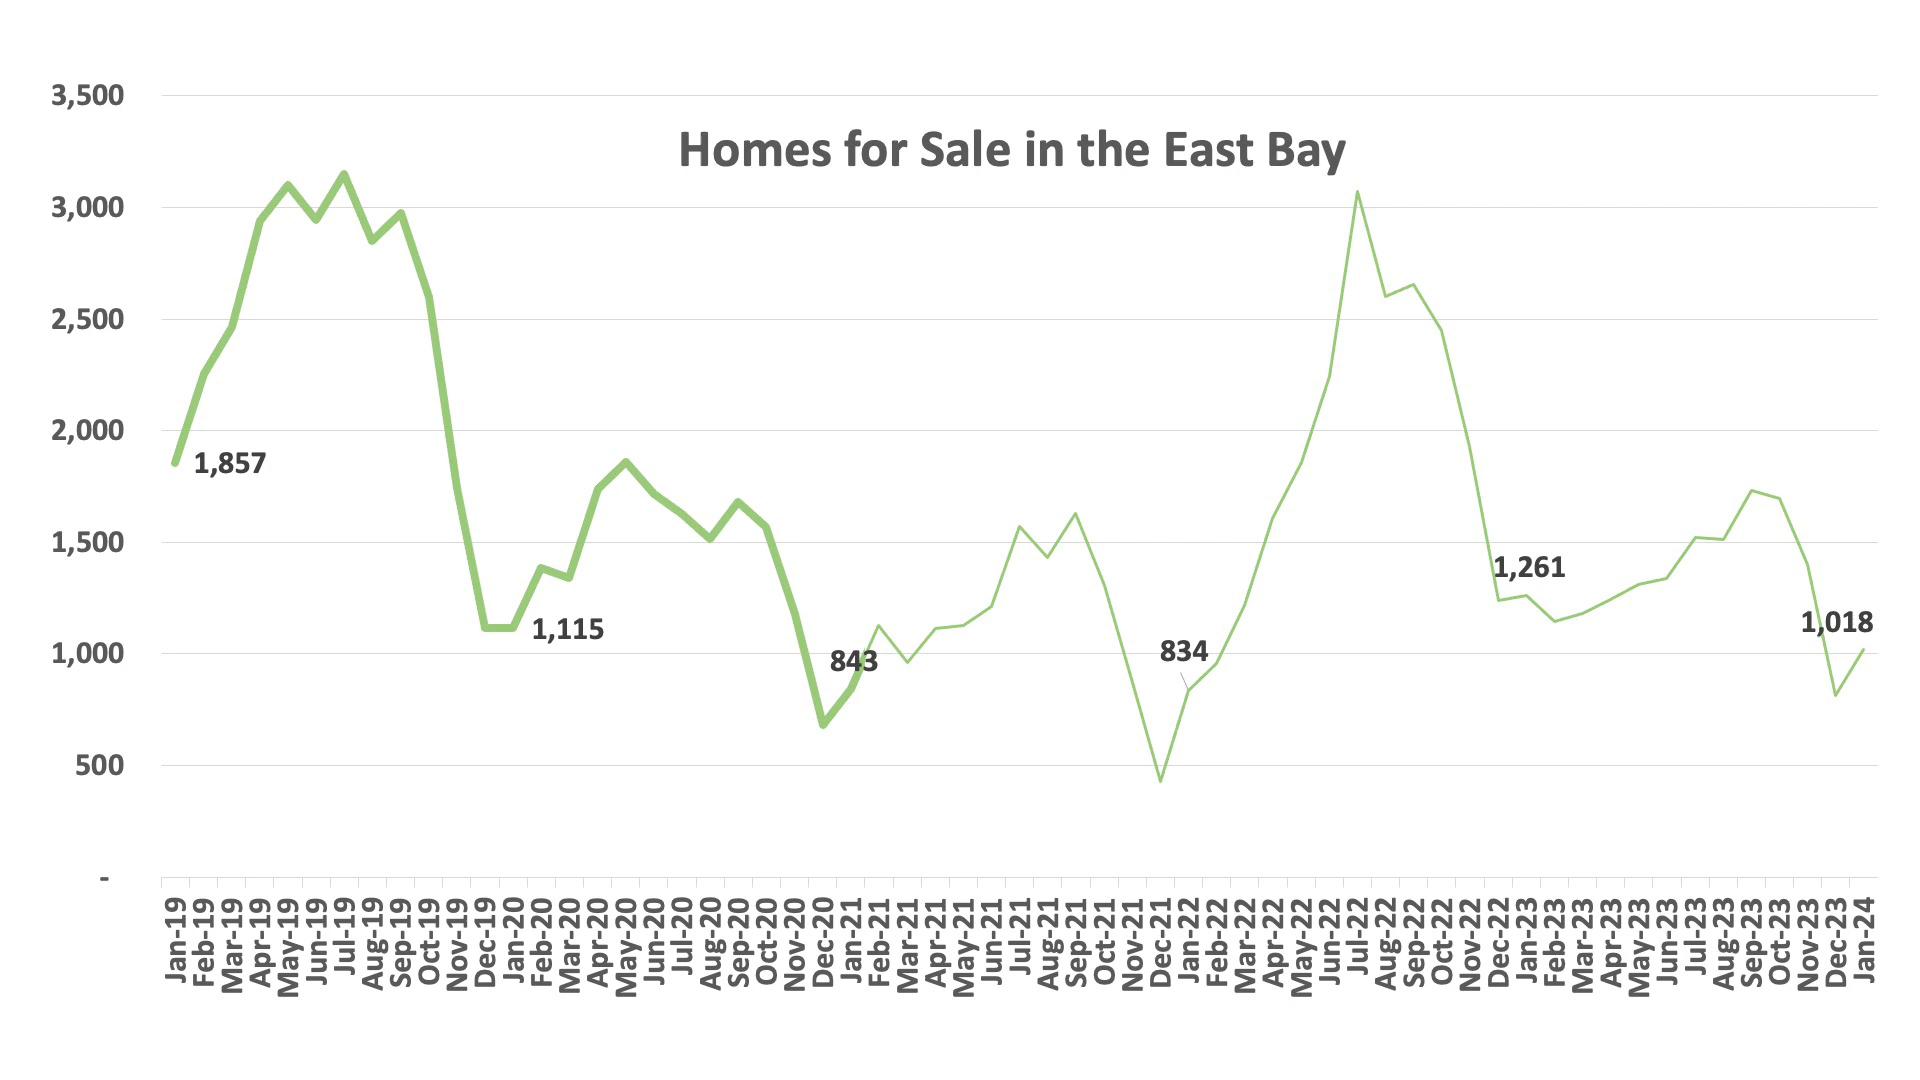 Homes for Sale in the East Bay
3,500
3,000
2,500
2,000
1,500
1,000
500
-
1,857
1,115
843
834
1,261
1,018
Jan-19
Feb-19
Mar-19
Apr-19
May-19
Jun-19
Jul-19
Aug-19
Sep-19
Oct-19
Nov-19
Dec-19
Jan-20
Feb-20
Mar-20
Apr-20
May-20
Jun-20
Jul-20
Aug-20
Sep-20
Oct-20
Nov-20
Dec-20
Jan-21
Feb-21
Mar-21
Apr-21
May-21
Jun-21
Jul-21
Aug-21
Sep-21
Oct-21
Nov-21
Dec-21
Jan-22
Feb-22
Mar-22
Apr-22
May-22
Jun-22
Jul-22
Aug-22
Sep-22
Oct-22
Nov-22
Dec-22
Jan-23
Feb-23
Mar-23
Apr-23
May-23
Jun-23
Jul-23
Aug-23
Sep-23
Oct-23
Nov-23
Dec-23
Jan-24